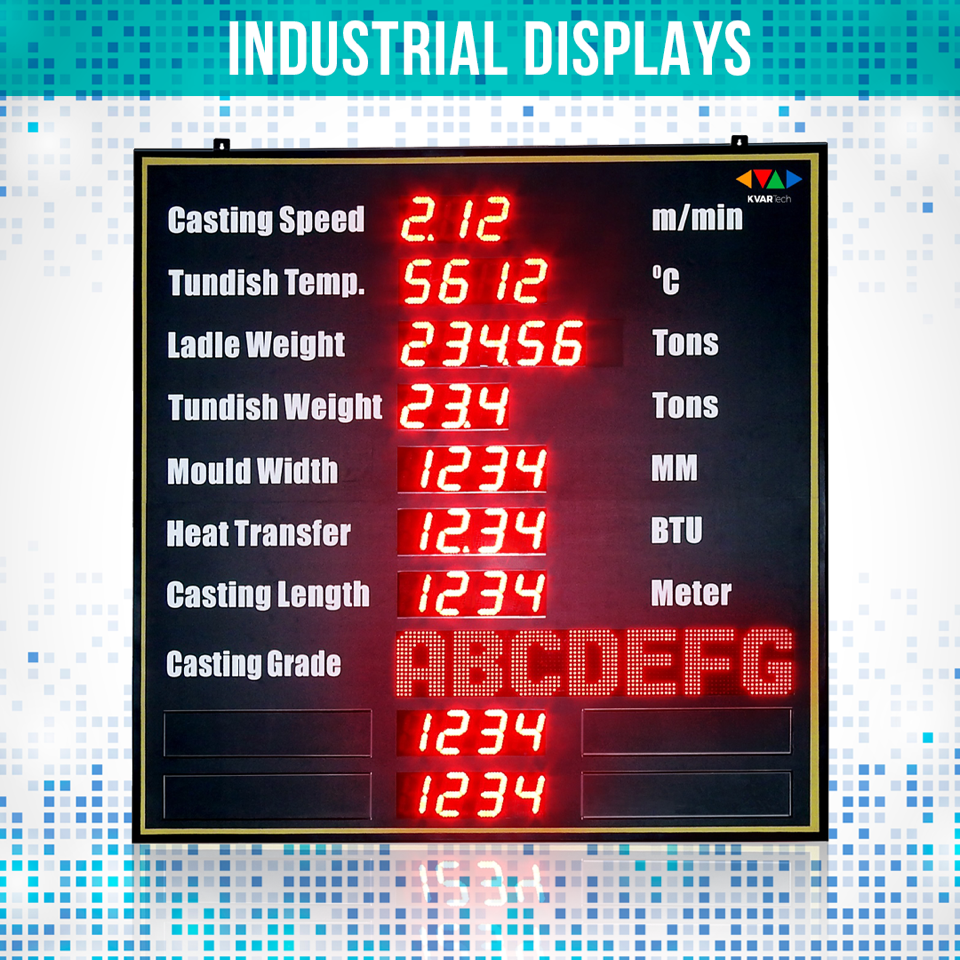 INDUSTRIAL DISPLAYS
KVARTech
Casting Speed 2.12 m/min
Tundish Temp. 5612 ⁰C
Ladle Weight 234.56 Tons
Tundish Weight 23.4 Tons
Mould Width 1234 MM
Heat Transfer 12.34 BTU
Casting Length 1234 Meter
Casting Grade ABCDEFG
1234
1234